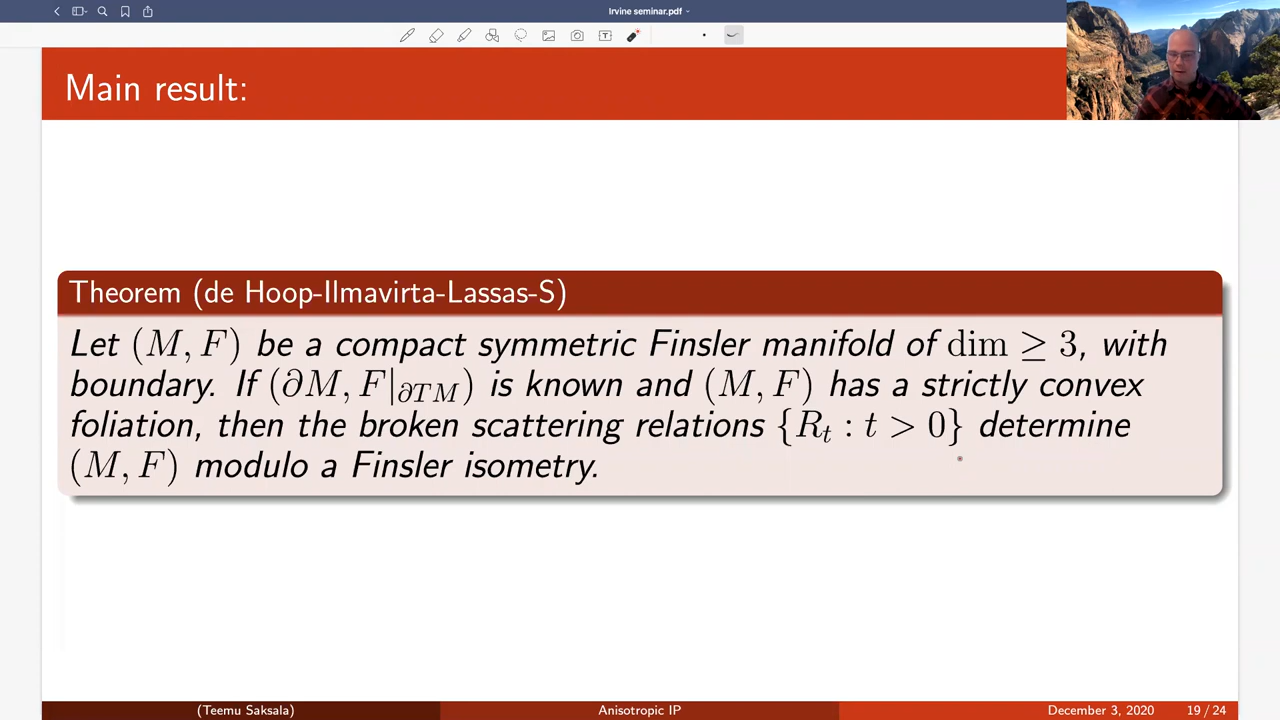 Irvine seminar.pdf
Main result:
Theorem (de Hoop-Ilmavirta-Lassas-S)
Let (M, F) be a compact symmetric Finsler manifold of dim ≥ 3, with
boundary. If (∂M, F|∂TM) is known and (M, F) has a strictly convex
foliation, then the broken scattering relations {Rₜ : t > 0} determine
(M, F) modulo a Finsler isometry.
(Teemu Saksala) Anisotropic IP December 3, 2020 19 / 24